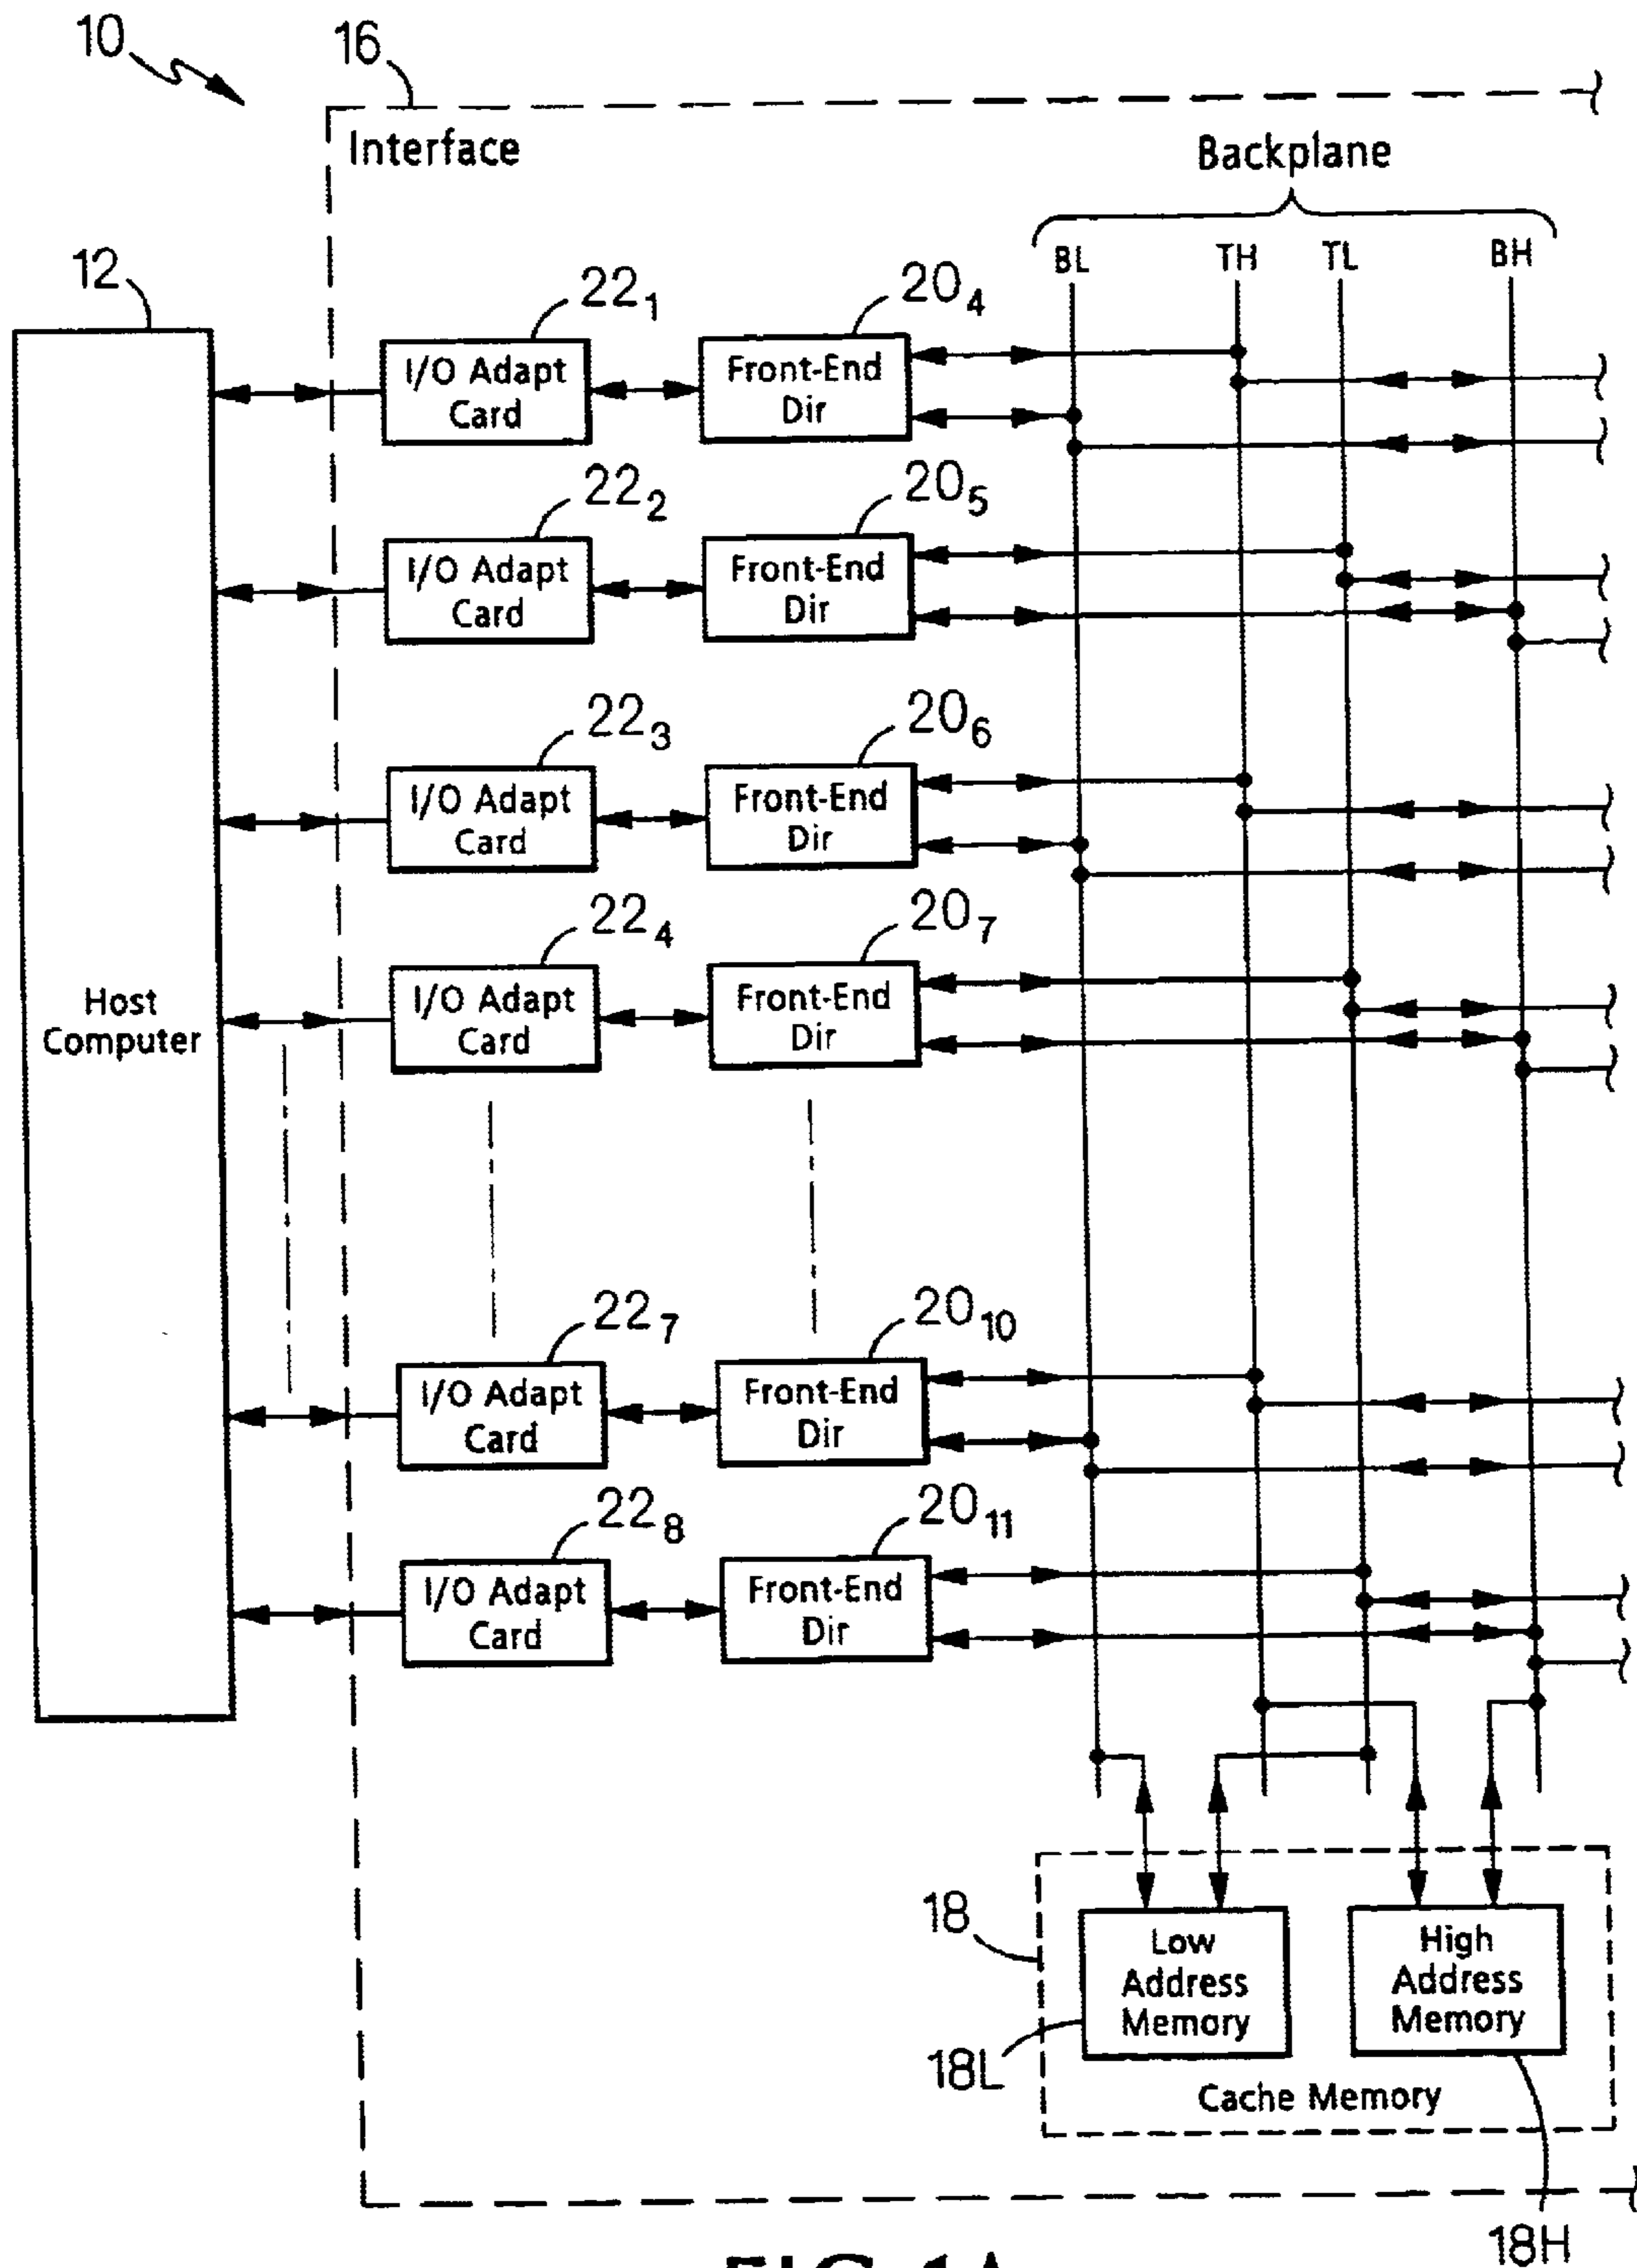 10
16
Interface
Backplane
BL TH TL BH
12
22₁
20₄
I/O Adapt
Card
Front-End
Dir
22₂
20₅
I/O Adapt
Card
Front-End
Dir
22₃
20₆
I/O Adapt
Card
Front-End
Dir
22₄
20₇
I/O Adapt
Card
Front-End
Dir
Host
Computer
22₇
20₁₀
I/O Adapt
Card
Front-End
Dir
22₈
20₁₁
I/O Adapt
Card
Front-End
Dir
18
Low
Address
Memory
High
Address
Memory
18L
Cache Memory
18H
FIG. 1A